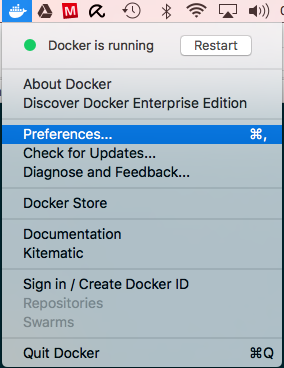 M
Docker is running
Restart
About Docker
Discover Docker Enterprise Edition
Preferences...
⌘,
Check for Updates...
Diagnose and Feedback...
Docker Store
Documentation
Kitematic
Sign in / Create Docker ID
Repositories
Swarms
Quit Docker
⌘Q